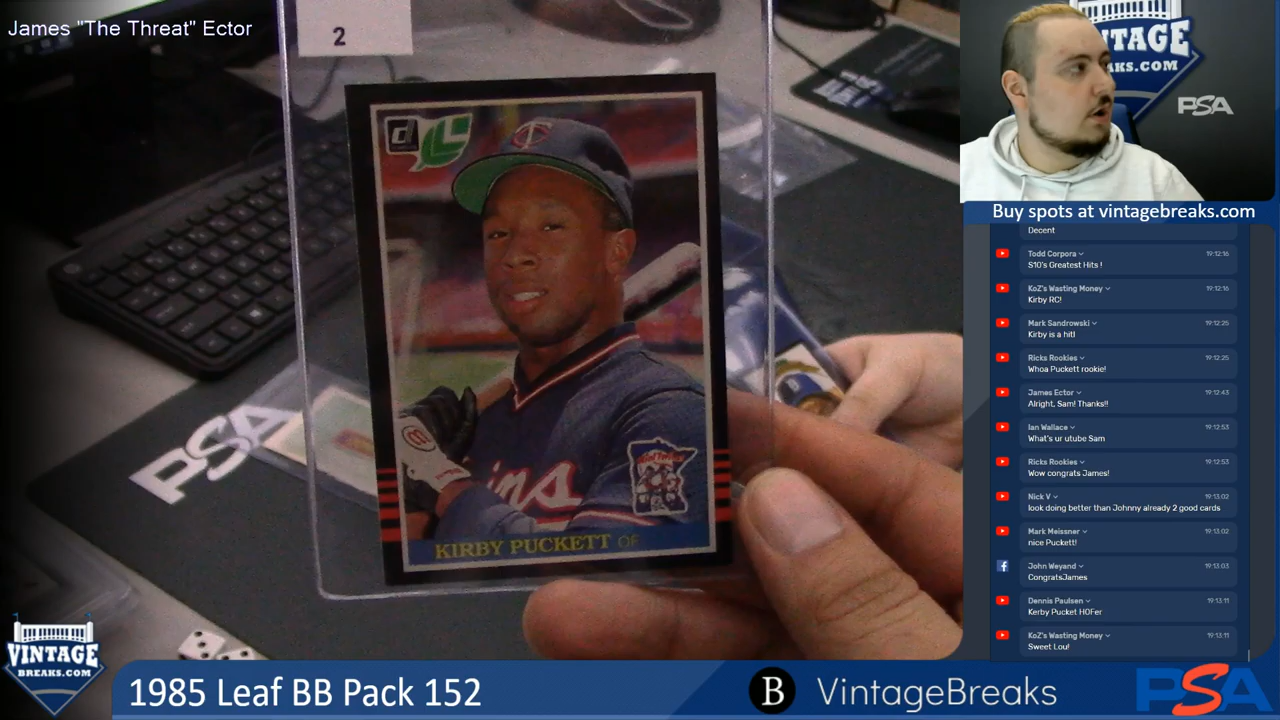 James "The Threat" Ector
2
d
KIRBY PUCKETT OF
Twins
PSA
VINTAGE
BREAKS.COM
PSA
Buy spots at vintagebreaks.com
Decent
Todd Corpora 19:12:16
S10's Greatest Hits !
KoZ's Wasting Money 19:12:16
Kirby RC!
Mark Sandrowski 19:12:25
Kirby is a hit!
Ricks Rookies 19:12:25
Whoa Puckett rookie!
James Ector 19:12:43
Alright, Sam! Thanks!!
Ian Wallace 19:12:53
What's ur utube Sam
Ricks Rookies 19:12:53
Wow congrats James!
Nick V 19:13:02
look doing better than Johnny already 2 good cards
Mark Meissner 19:13:02
nice Puckett!
John Weyand 19:13:03
CongratsJames
Dennis Paulsen 19:13:11
Kerby Pucket HOFer
KoZ's Wasting Money 19:13:11
Sweet Lou!
VINTAGE
BREAKS.COM
1985 Leaf BB Pack 152
B VintageBreaks
PSA